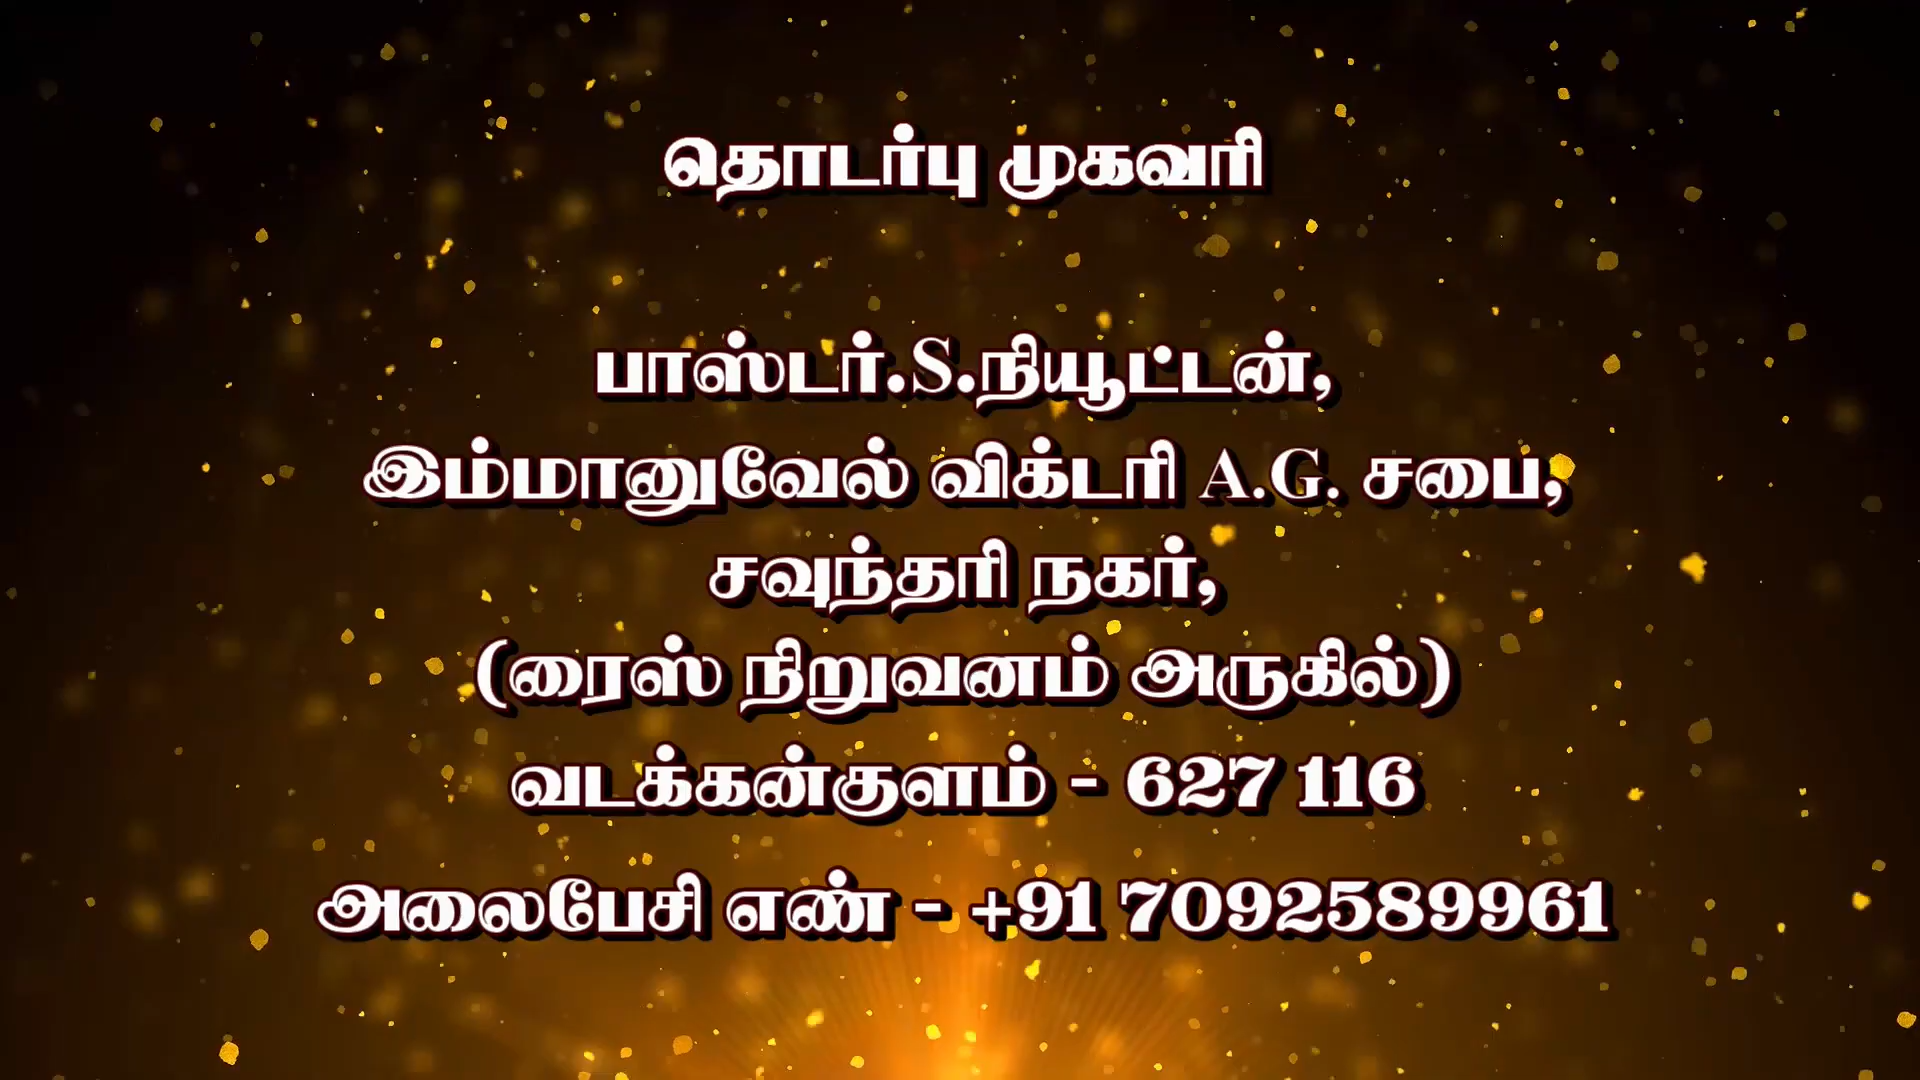 தொடர்பு முகவரி
பாஸ்டர்.S.நியூட்டன்,
இம்மானுவேல் விக்டரி A.G. சபை,
சவுந்தரி நகர்,
(ரைஸ் நிறுவனம் அருகில்)
வடக்கன்குளம் - 627 116
அலைபேசி எண் - +91 7092589961